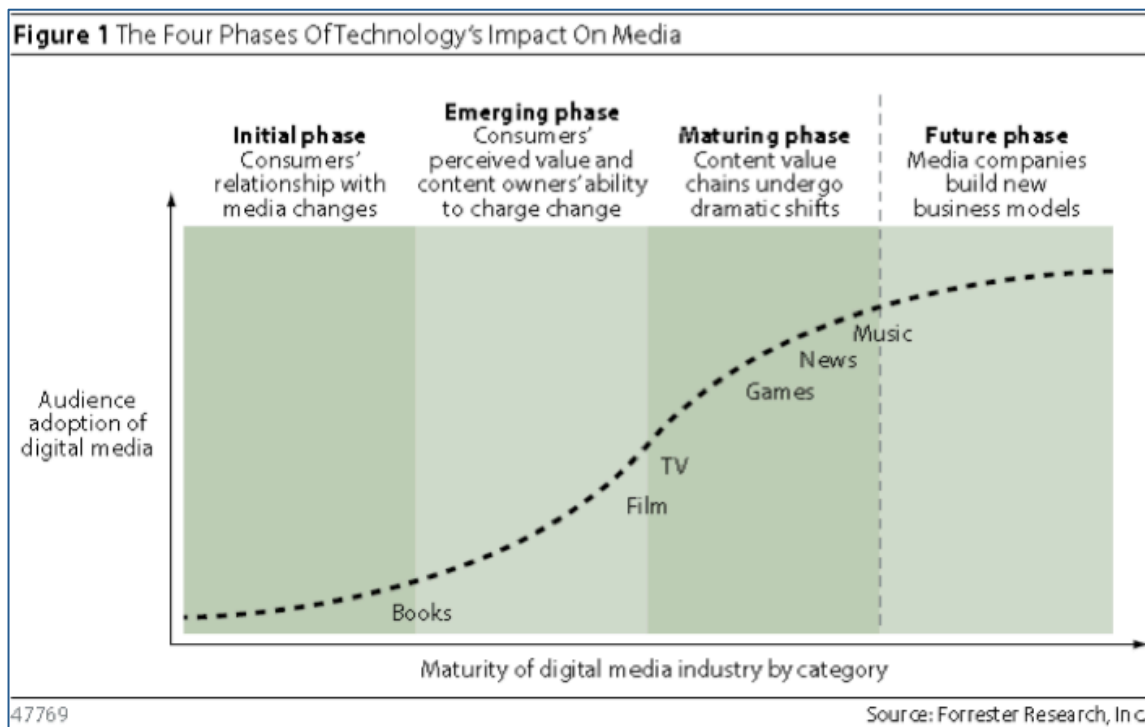 Figure 1 The Four Phases Of Technology's Impact On Media
Initial phase
Consumers'
relationship with
media changes
Emerging phase
Consumers'
perceived value and
content owners' ability
to charge change
Maturing phase
Content value
chains undergo
dramatic shifts
Future phase
Media companies
build new
business models
Audience
adoption of
digital media
Music
News
Games
TV
Film
Books
Maturity of digital media industry by category
47769
Source: Forrester Research, Inc